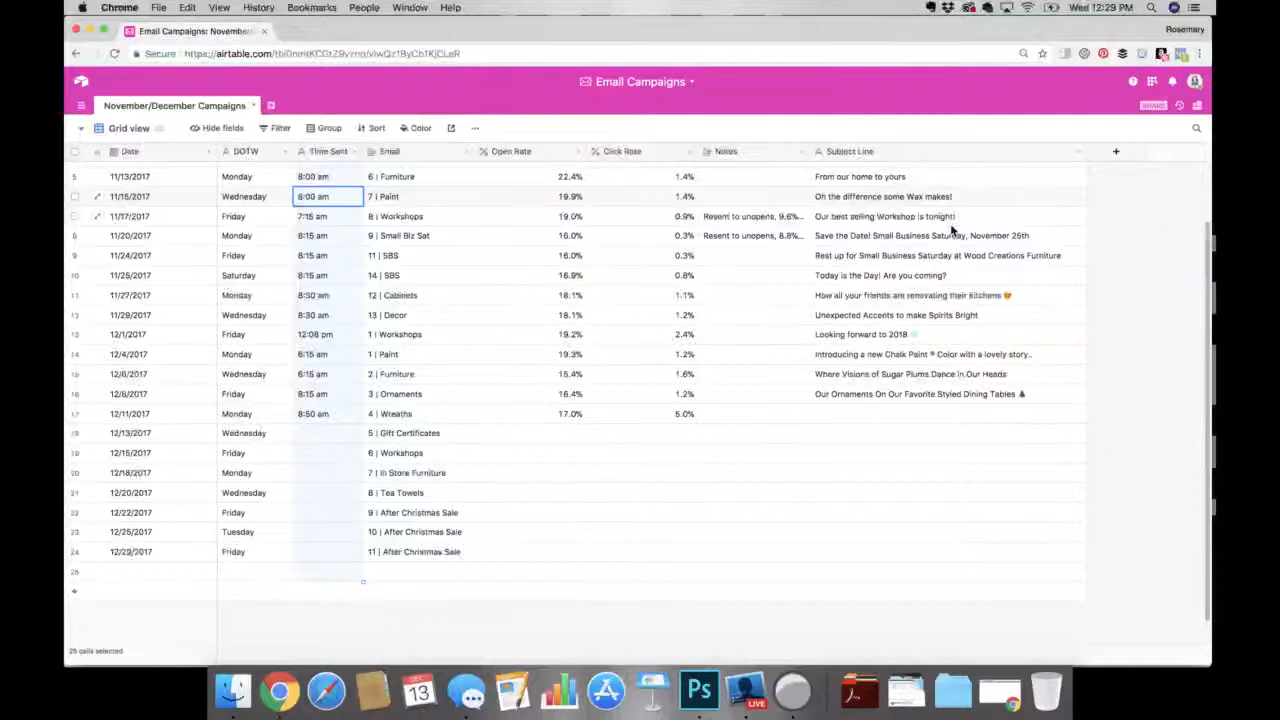 Chrome File Edit View History Bookmarks People Window Help Wed 12:29 PM
Email Campaigns: Novembe Rosemary
Secure
Email Campaigns
November/December Campaigns SHARE
Grid view Hide fields Filter Group Sort Color
Date DOTW Time Sent Email Open Rate Click Rate Notes Subject Line
5 11/13/2017 Monday 8:00 am 6 | Furniture 22.4% 1.4% From our home to yours
11/15/2017 Wednesday 8:00 am 7 | Paint 19.9% 1.4% Oh the difference some Wax makes!
11/17/2017 Friday 7:15 am 8 | Workshops 19.0% 0.9% Resent to unopens, 9.6%... Our best selling Workshop is tonight!
8 11/20/2017 Monday 8:15 am 9 | Small Biz Sat 16.0% 0.3% Resent to unopens, 8.8%... Save the Date! Small Business Saturday, November 25th
9 11/24/2017 Friday 8:15 am 11 | SBS 16.0% 0.3% Rest up for Small Business Saturday at Wood Creations Furniture
10 11/25/2017 Saturday 8:15 am 14 | SBS 16.9% 0.8% Today is the Day! Are you coming?
11 11/27/2017 Monday 8:30 am 12 | Cabinets 18.1% 1.1% How all your friends are renovating their kitchens 😍
12 11/29/2017 Wednesday 8:30 am 13 | Decor 18.1% 1.2% Unexpected Accents to make Spirits Bright
13 12/1/2017 Friday 12:08 pm 1 | Workshops 19.2% 2.4% Looking forward to 2018
14 12/4/2017 Monday 6:15 am 1 | Paint 19.3% 1.2% Introducing a new Chalk Paint ® Color with a lovely story..
15 12/6/2017 Wednesday 6:15 am 2 | Furniture 15.4% 1.6% Where Visions of Sugar Plums Dance in Our Heads
16 12/8/2017 Friday 8:15 am 3 | Ornaments 16.4% 1.2% Our Ornaments On Our Favorite Styled Dining Tables 🎄
17 12/11/2017 Monday 8:50 am 4 | Wreaths 17.0% 5.0%
18 12/13/2017 Wednesday 5 | Gift Certificates
19 12/15/2017 Friday 6 | Workshops
20 12/18/2017 Monday 7 | In Store Furniture
21 12/20/2017 Wednesday 8 | Tea Towels
22 12/22/2017 Friday 9 | After Christmas Sale
23 12/25/2017 Tuesday 10 | After Christmas Sale
24 12/29/2017 Friday 11 | After Christmas Sale
25
25 cells selected
DEC
13
Ps
LIVE